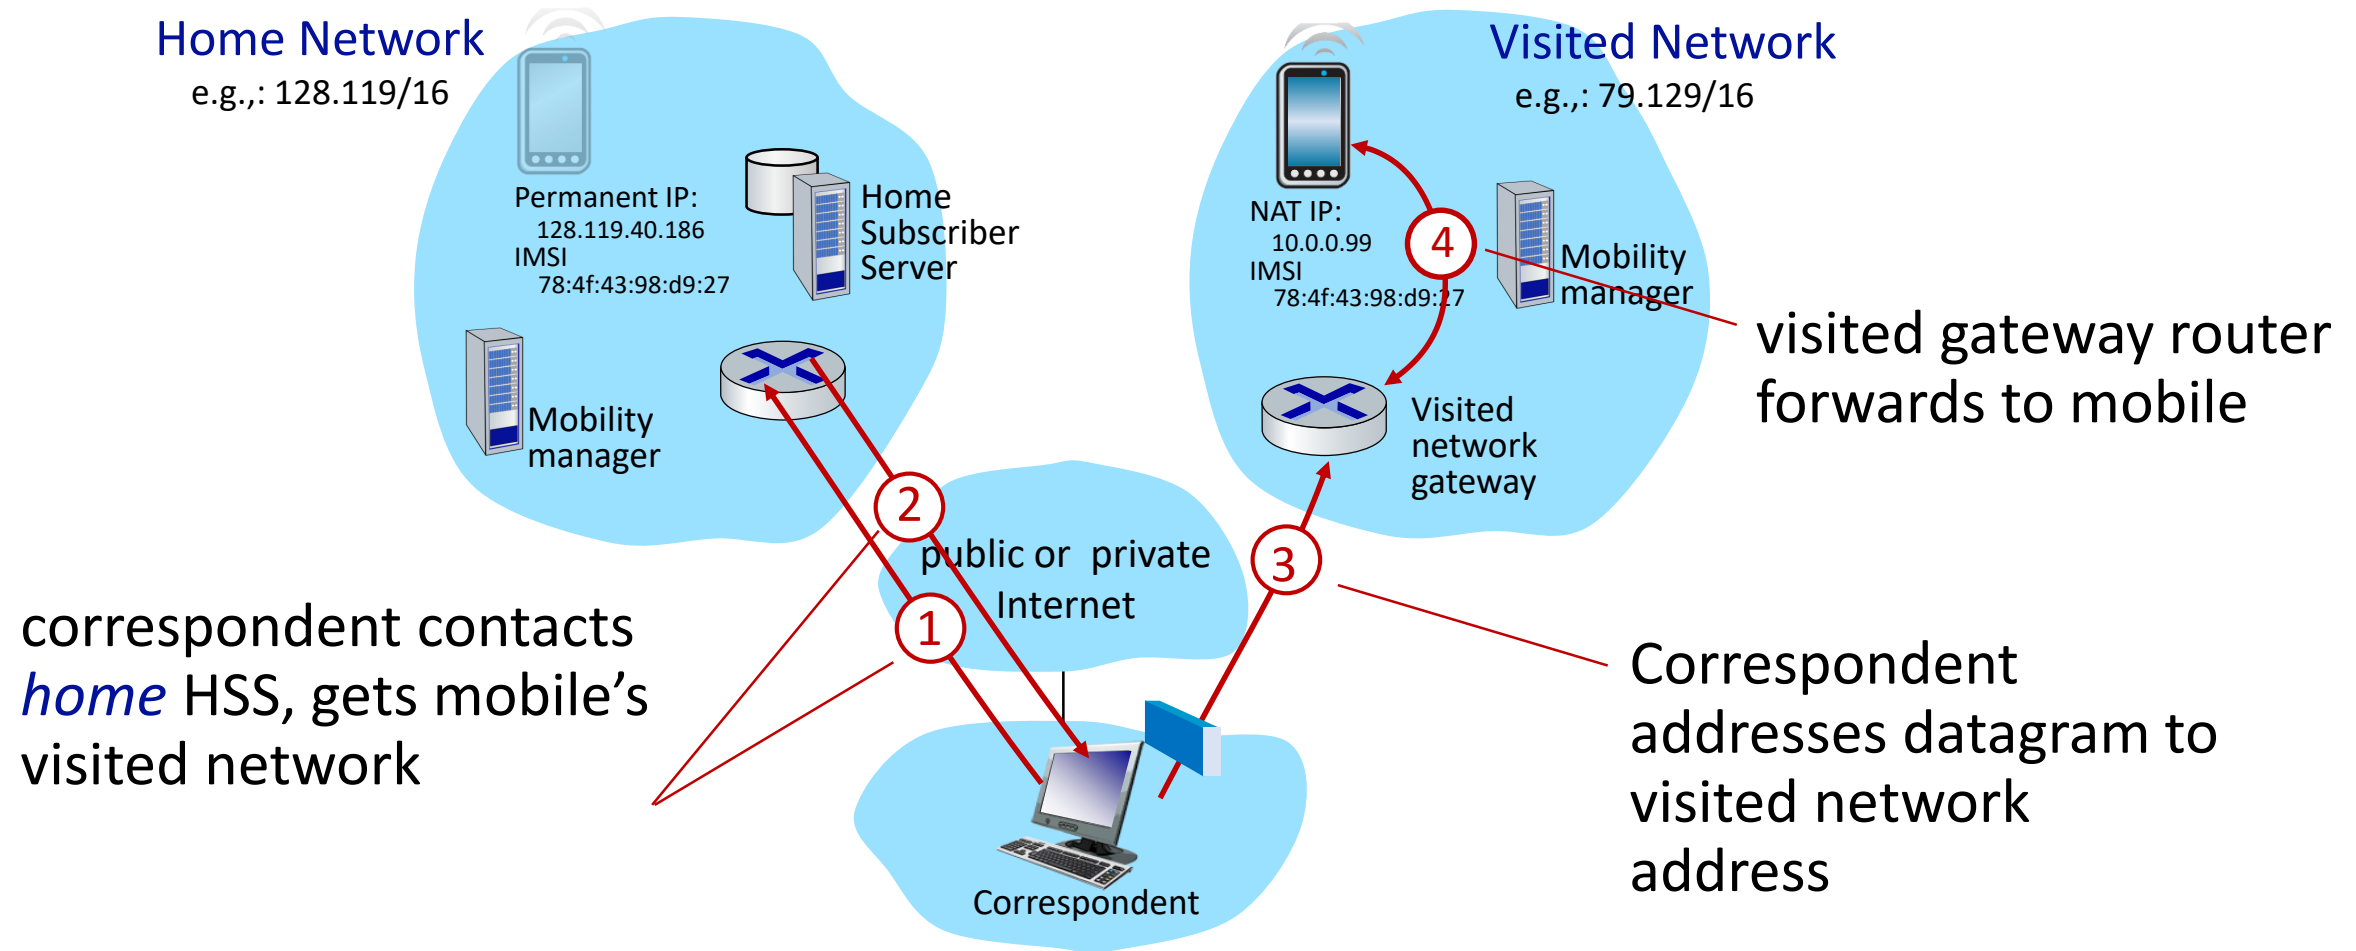 Home Network
e.g.,: 128.119/16
Permanent IP:
128.119.40.186
IMSI
78:4f:43:98:d9:27
Home
Subscriber
Server
Mobility
manager
Visited Network
e.g.,: 79.129/16
NAT IP:
10.0.0.99
IMSI
78:4f:43:98:d9:27
4
Mobility
manager
Visited
network
gateway
visited gateway router
forwards to mobile
2
public or  private
Internet
3
1
correspondent contacts
home HSS, gets mobile’s
visited network
Correspondent
addresses datagram to
visited network
address
Correspondent